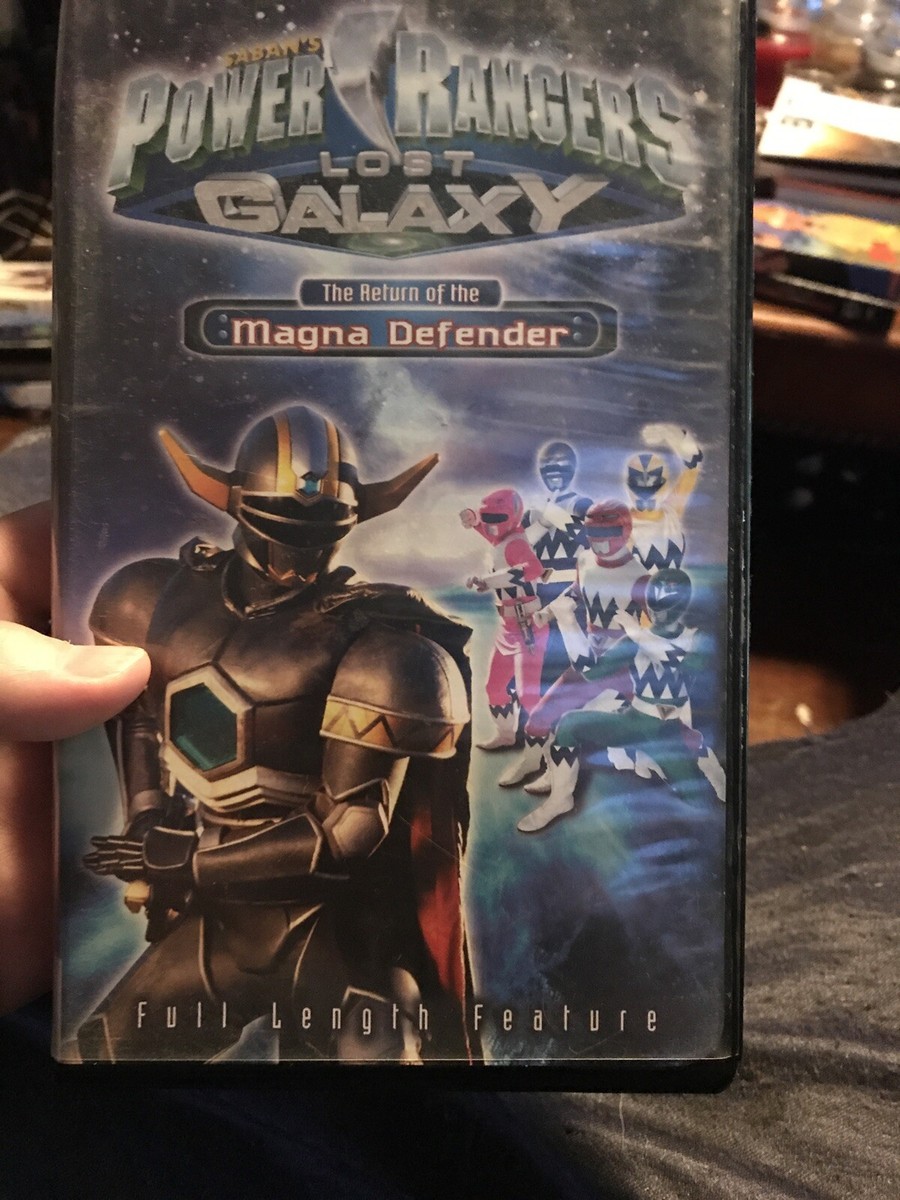 SABAN'S
POWER RANGERS
LOST
GALAXY
The Return of the
Magna Defender
Full Length Feature